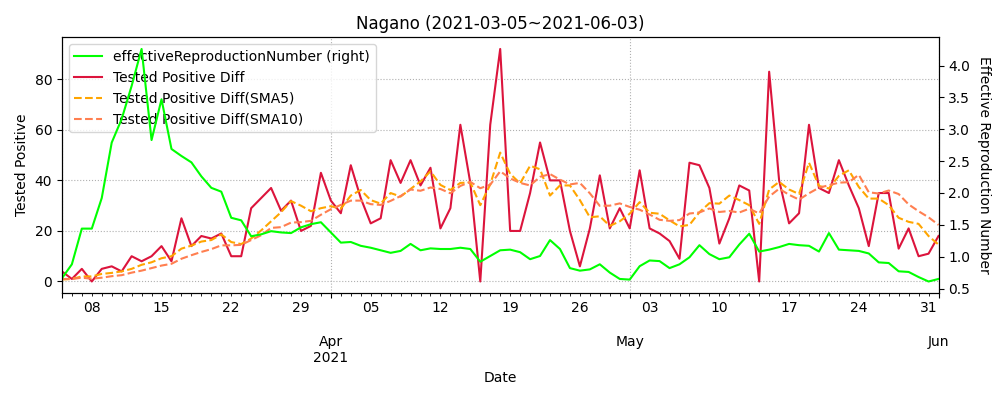 Nagano (2021-03-05~2021-06-03)
effectiveReproductionNumber (right)
Tested Positive Diff
Tested Positive Diff(SMA5)
Tested Positive Diff(SMA10)
Tested Positive
80
60
40
20
0
4.0
3.5
3.0
2.5
2.0
1.5
1.0
0.5
Effective Reproduction Number
08 15 22 29 05 12 19 26 03 10 17 24 31
Apr May Jun
2021
Date